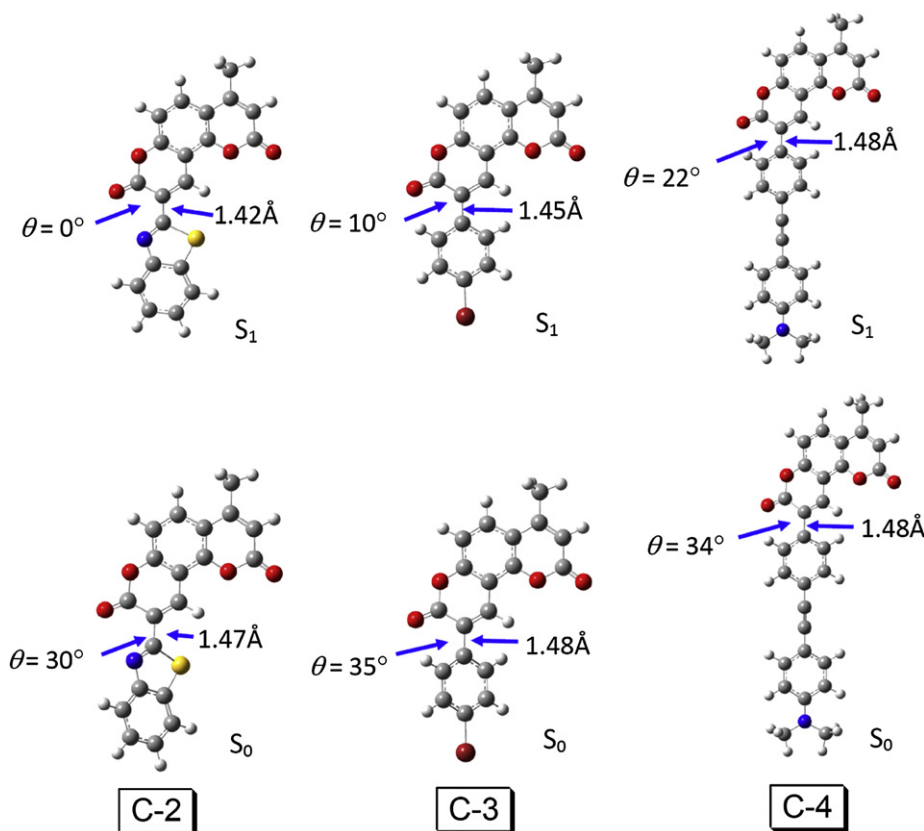 θ = 0°
1.42Å
S₁
θ = 10°
1.45Å
S₁
θ = 22°
1.48Å
S₁
θ = 30°
1.47Å
S₀
θ = 35°
1.48Å
S₀
θ = 34°
1.48Å
S₀
C-2
C-3
C-4